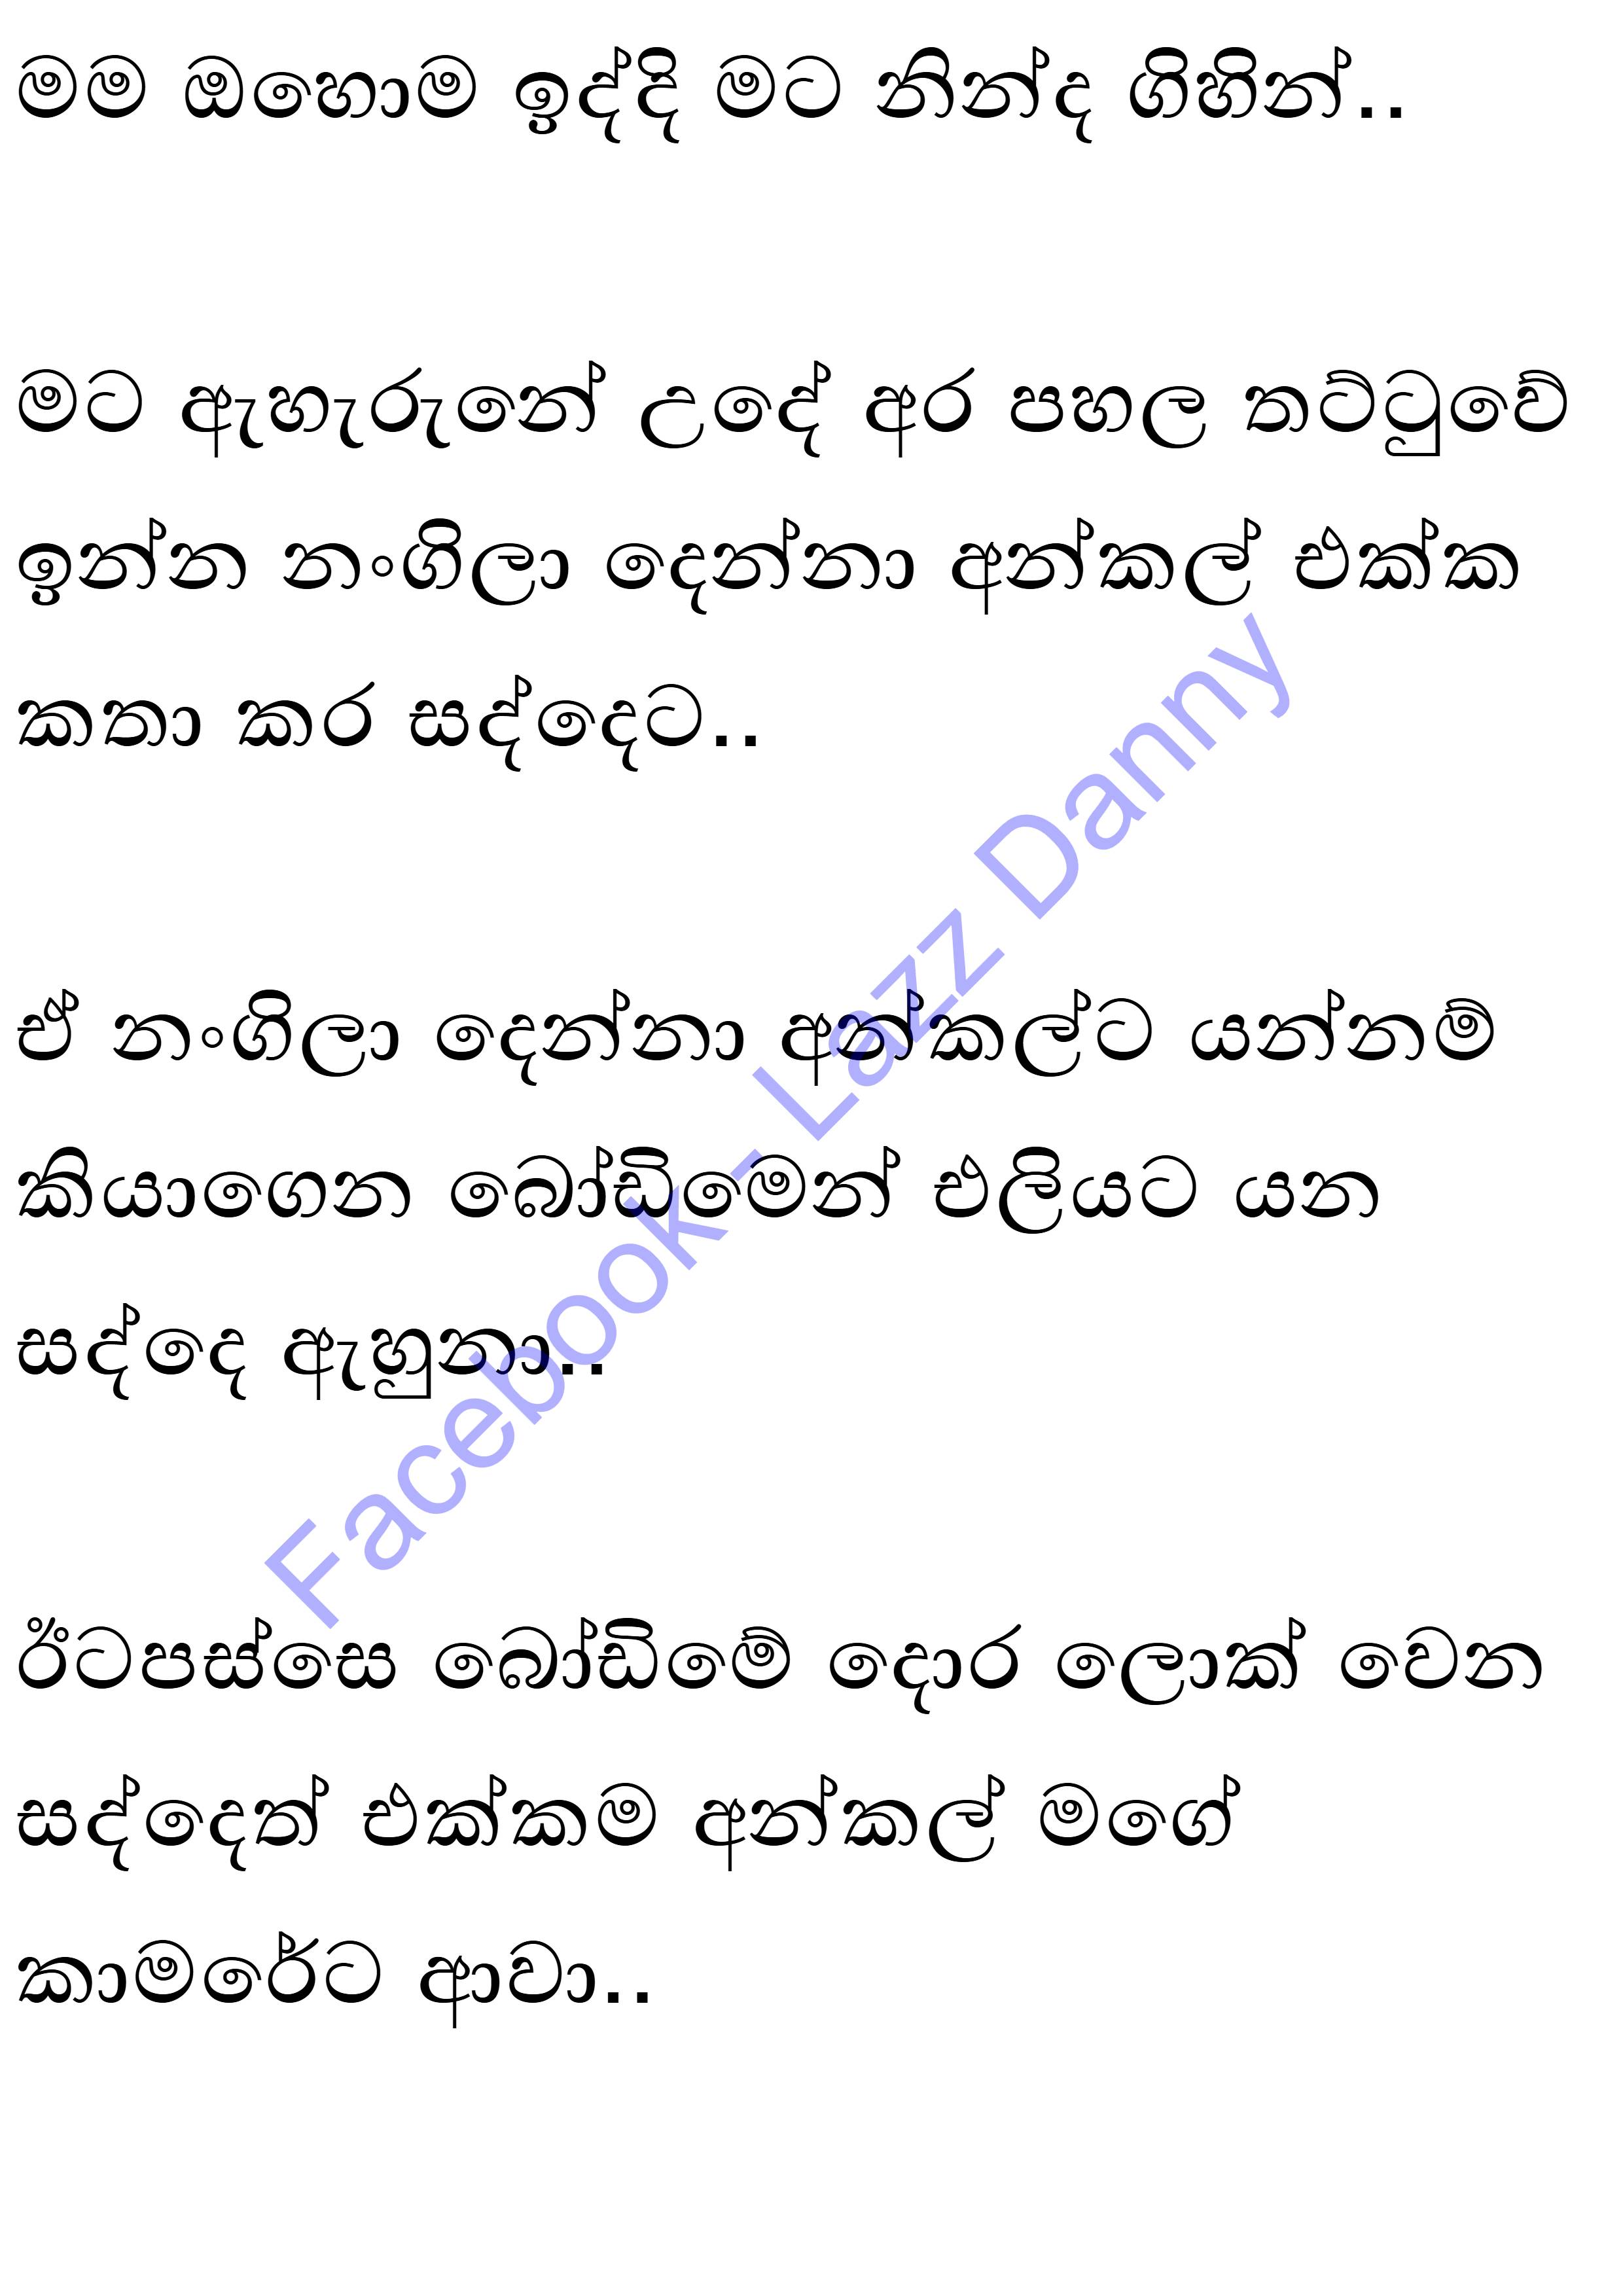 මම ඔහොම ඉද්දි මට නින්ද ගිහින්..
මට ඇහැරුනේ උදේ අර පහල තට්ටුවේ
ඉන්න නංගිලා දෙන්නා අන්කල් එක්ක
කතා කර සද්දෙට..
ඒ නංගිලා දෙන්නා අන්කල්ට යන්නම්
කියාගෙන බෝඩිමෙන් එලියට යන
සද්දෙ ඇහුනා..
ඊටපස්සෙ බෝඩිමේ දොර ලොක් වෙන
සද්දෙත් එක්කම අන්කල් මගේ
කාමරේට ආවා..
Facebook - Lazz Danny